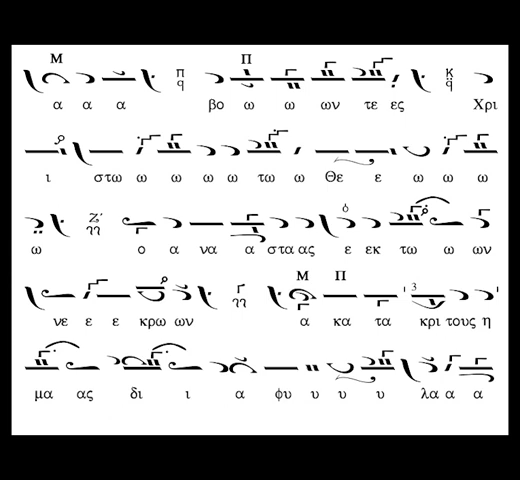 Μ Π
α α α π q βο ω ω ων τε ες κ q̈ Χρι
ι στω ω ω ω ω τω ω Θε ε ω ω ω
ω Ζ΄ ο α να α στα ας ε εκ τω ω ων
Μ Π
νε ε ε κρω ων Γ α κα τα κρι τους η
μα ας δι ι α φυ υ υ υ λα α α